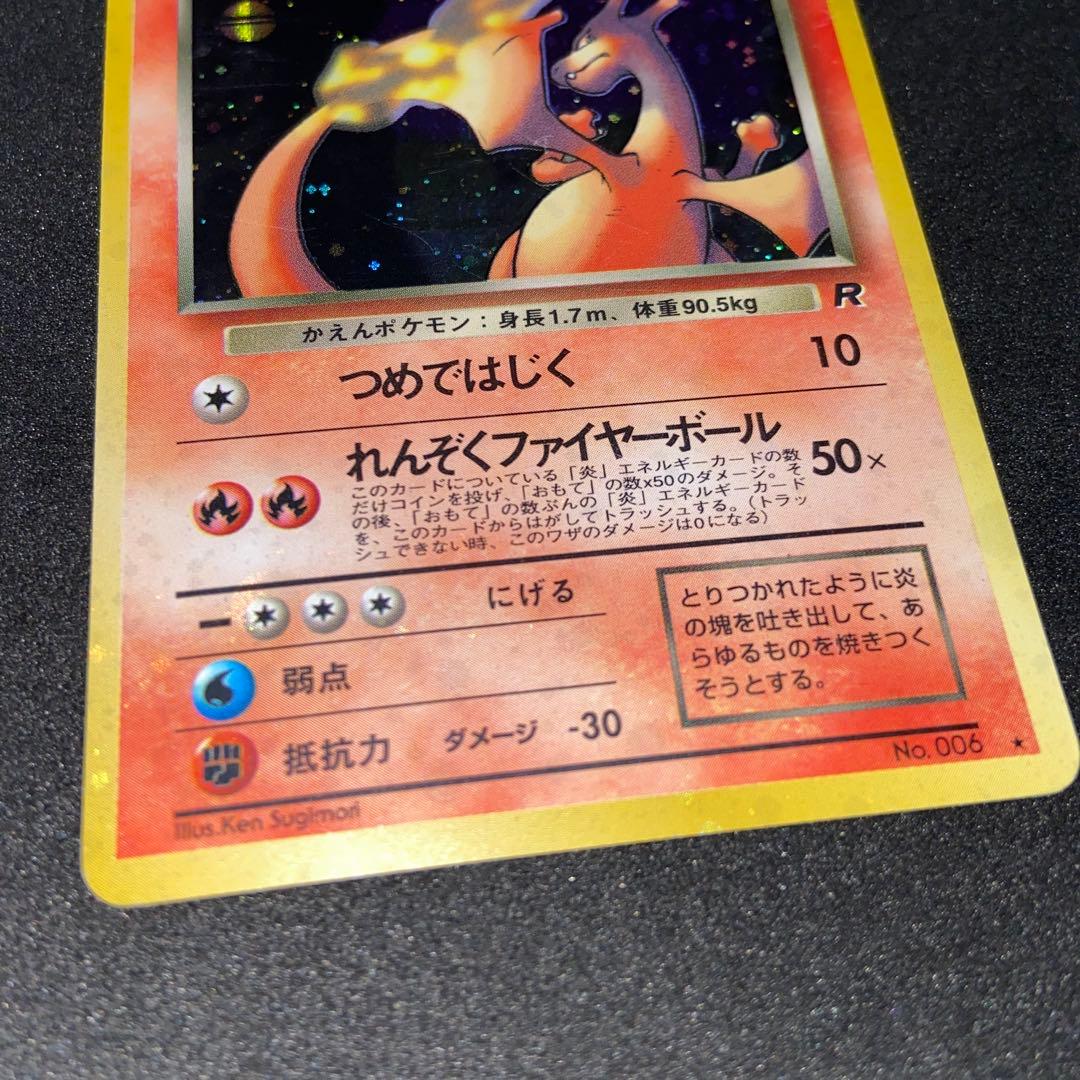 かえんポケモン:身長1.7m、体重90.5kg
R
つめではじく 10
れんぞくファイヤーボール 50×
このカードについている「炎」エネルギーカードの数
だけコインを投げ、「おもて」の数x50のダメージ。そ
の後、「おもて」の数ぶんの「炎」エネルギーカード
を、このカードからはがしてトラッシュする。(トラッ
シュできない時、このワザのダメージは0になる)
にげる
弱点
抵抗力 ダメージ -30
とりつかれたように炎
の塊を吐き出して、あ
らゆるものを焼きつく
そうとする。
Illus.Ken Sugimori
No.006 ★